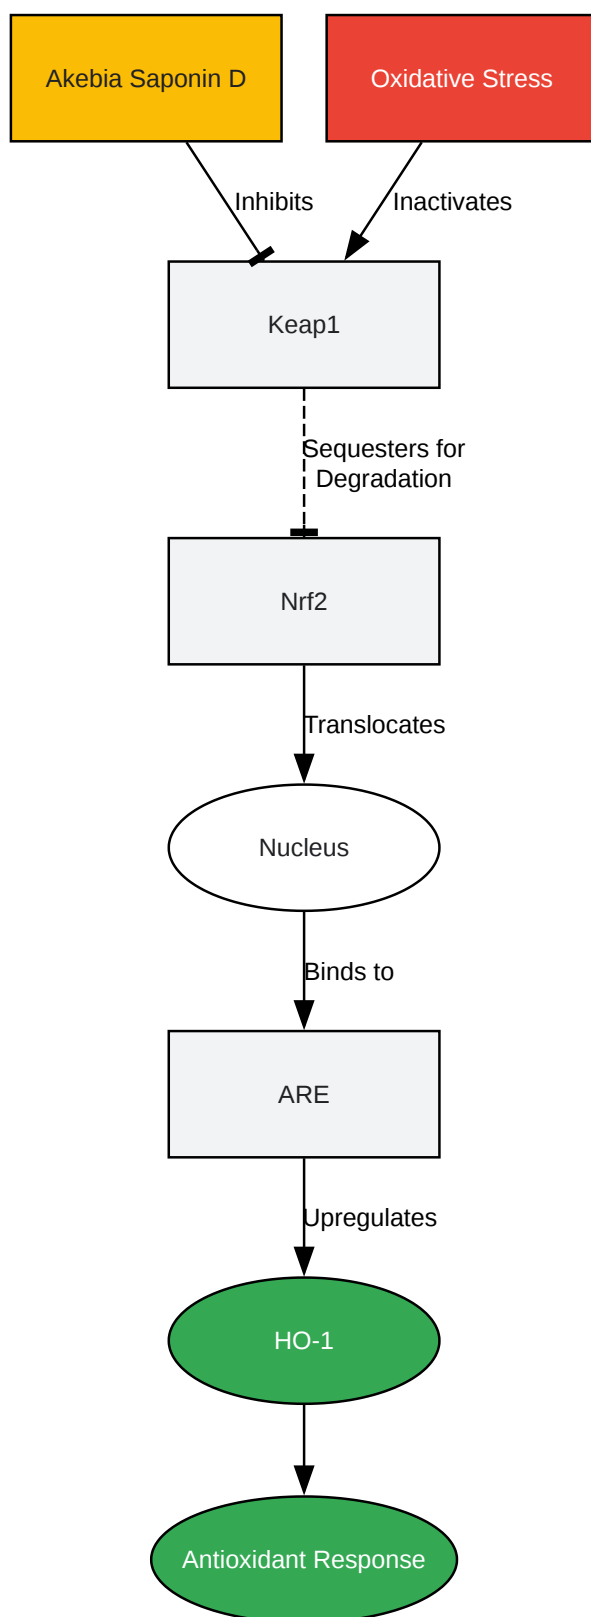 Akebia Saponin D
Oxidative Stress
Inhibits
Inactivates
Keap1
Sequesters for
Degradation
Nrf2
Translocates
Nucleus
Binds to
ARE
Upregulates
HO-1
Antioxidant Response